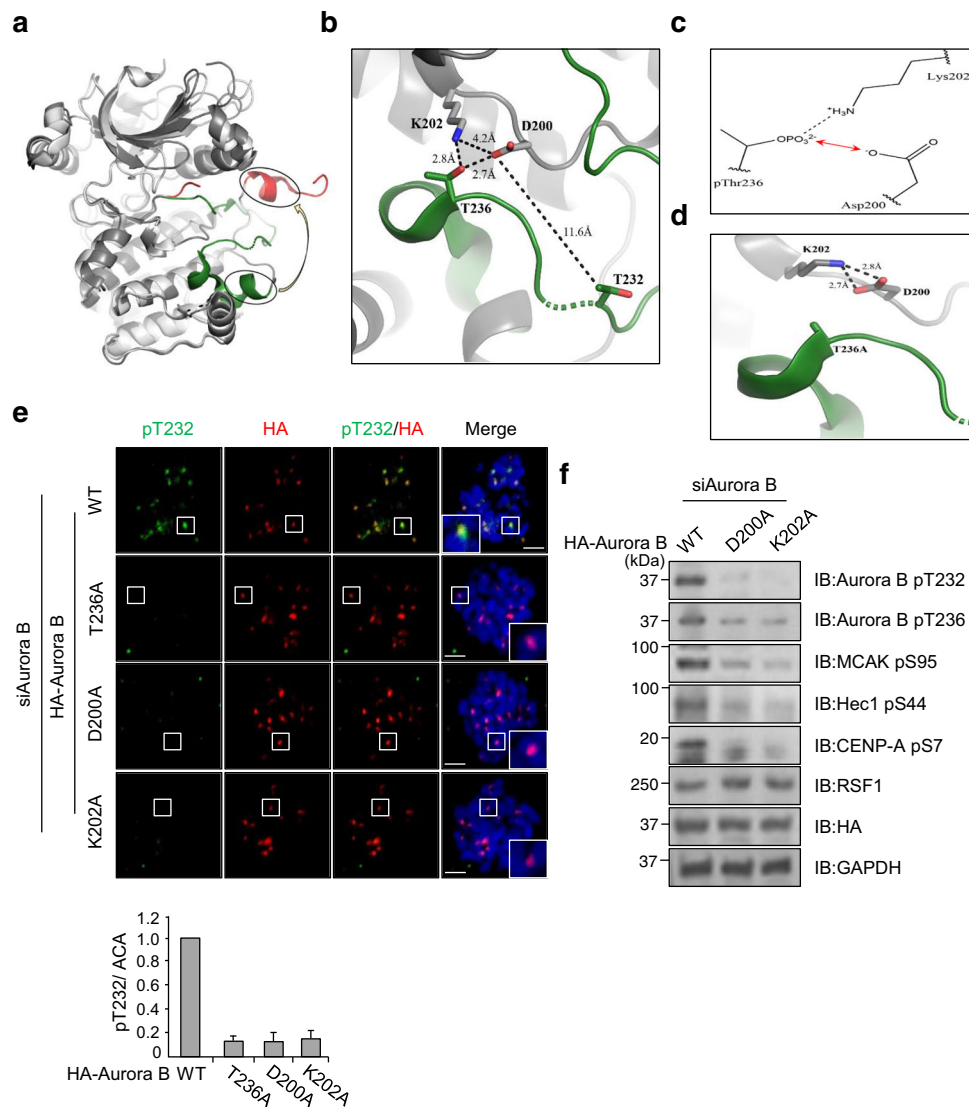 a
b
K202
4.2Å
D200
2.8Å
2.7Å
T236
11.6Å
T232
c
Lys202
+H3N
OPO3 2-
-O
O
pThr236
Asp200
d
K202
2.8Å
2.7Å
D200
T236A
e
pT232 HA pT232/HA Merge
siAurora B
HA-Aurora B
WT
T236A
D200A
K202A
1.2
1.0
0.8
0.6
0.4
0.2
0
pT232/ ACA
HA-Aurora B WT T236A D200A K202A
f
siAurora B
HA-Aurora B WT D200A K202A
(kDa)
37 IB:Aurora B pT232
37 IB:Aurora B pT236
100 IB:MCAK pS95
100 IB:Hec1 pS44
20 IB:CENP-A pS7
250 IB:RSF1
37 IB:HA
37 IB:GAPDH